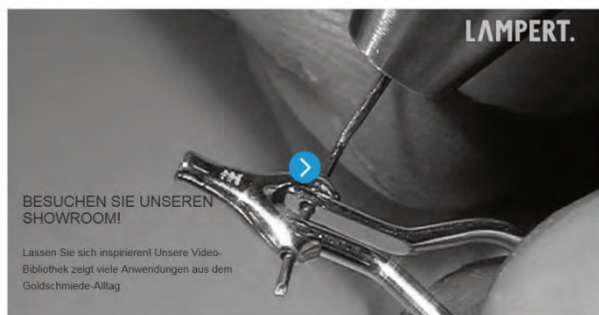 LAMPERT.
BESUCHEN SIE UNSEREN
SHOWROOM!
Lassen Sie sich inspirieren! Unsere Video-
Bibliothek zeigt viele Anwendungen aus dem
Goldschmiede-Alltag